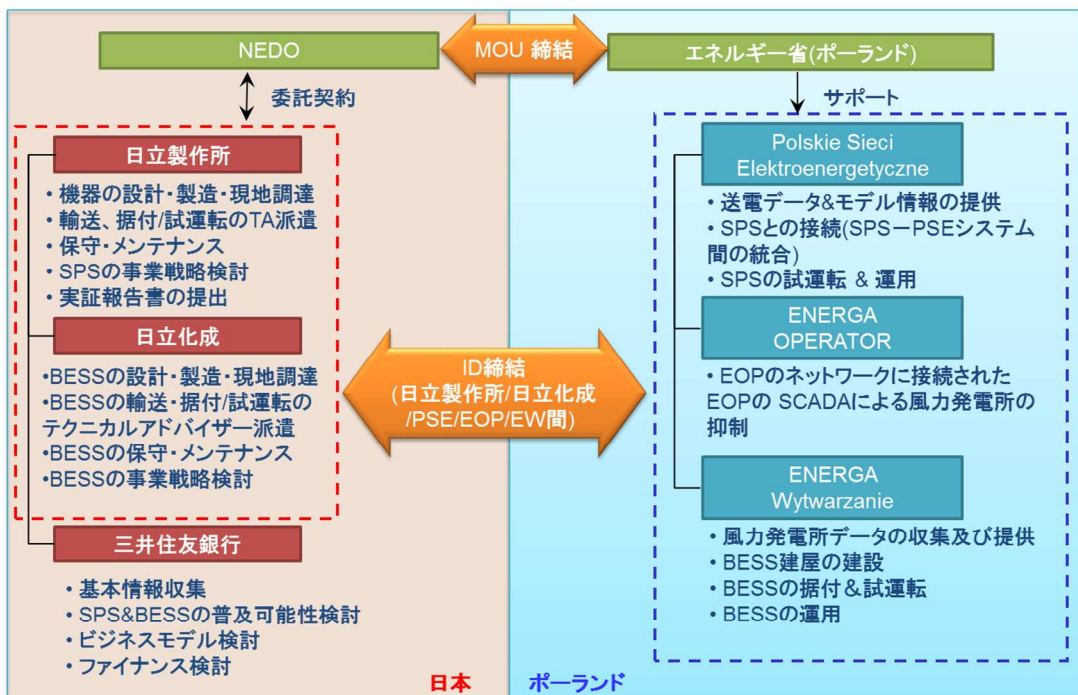 NEDO
MOU 締結
エネルギー省(ポーランド)
委託契約
サポート
日立製作所
・機器の設計・製造・現地調達
・輸送、据付/試運転のTA派遣
・保守・メンテナンス
・SPSの事業戦略検討
・実証報告書の提出
日立化成
・BESSの設計・製造・現地調達
・BESSの輸送・据付/試運転の
テクニカルアドバイザー派遣
・BESSの保守・メンテナンス
・BESSの事業戦略検討
三井住友銀行
・基本情報収集
・SPS&BESSの普及可能性検討
・ビジネスモデル検討
・ファイナンス検討
日本
ID締結
(日立製作所/日立化成
/PSE/EOP/EW間)
Polskie Sieci
Elektroenergetyczne
・送電データ&モデル情報の提供
・SPSとの接続(SPS－PSEシステム
間の統合)
・SPSの試運転 & 運用
ENERGA
OPERATOR
・EOPのネットワークに接続された
EOPの SCADAによる風力発電所の
抑制
ENERGA
Wytwarzanie
・風力発電所データの収集及び提供
・BESS建屋の建設
・BESSの据付＆試運転
・BESSの運用
ポーランド